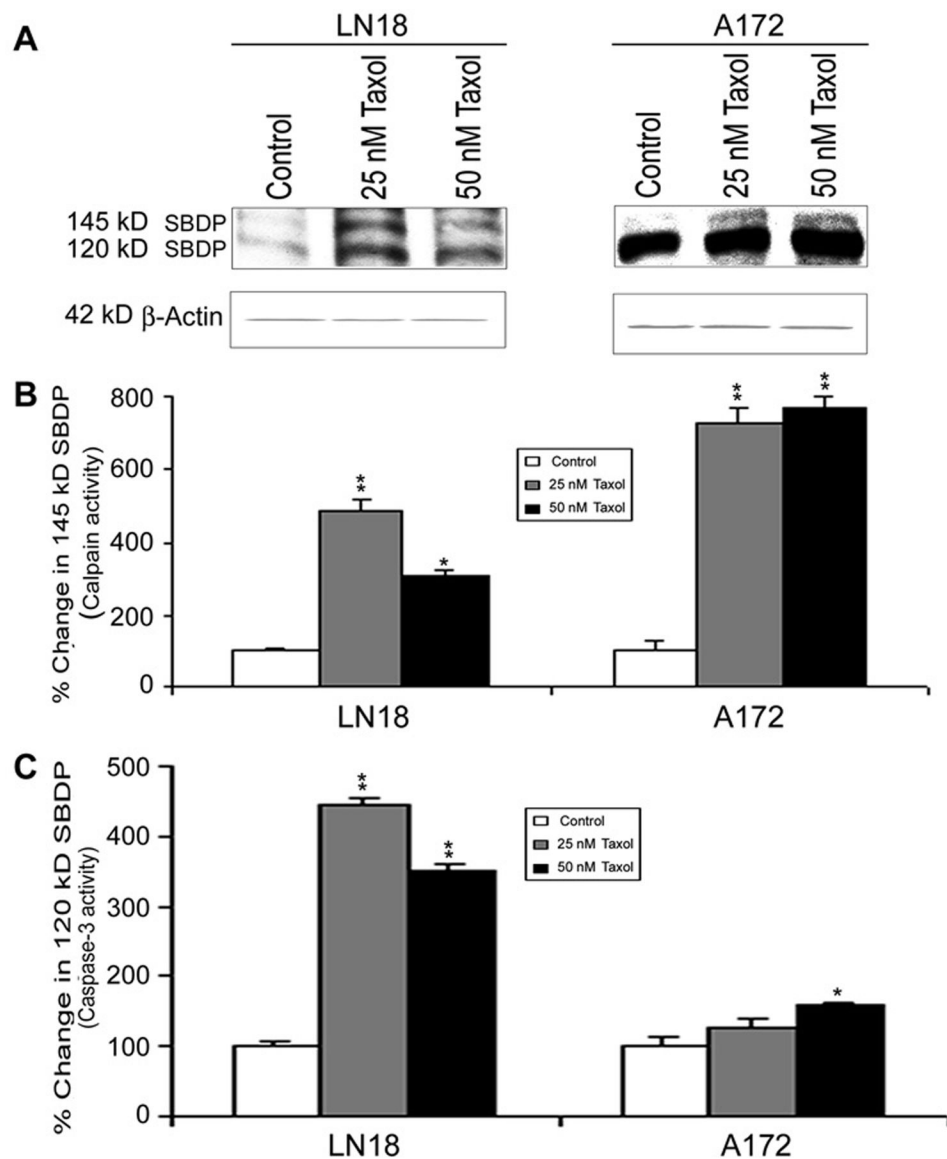 A
LN18
A172
Control
25 nM Taxol
50 nM Taxol
Control
25 nM Taxol
50 nM Taxol
145 kD SBDP
120 kD SBDP
42 kD β-Actin
B
% Change in 145 kD SBDP
(Calpain activity)
800
600
400
200
0
**
*
**
**
Control
25 nM Taxol
50 nM Taxol
LN18
A172
C
% Change in 120 kD SBDP
(Caspase-3 activity)
500
400
300
200
100
0
**
**
*
Control
25 nM Taxol
50 nM Taxol
LN18
A172